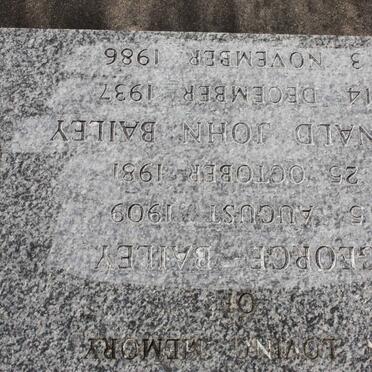 LOVING MEMORY
OF
GEORGE BAILEY
5 AUGUST 1909
25 OCTOBER 1981
NALD JOHN BAILEY
14 DECEMBER 1937
3 NOVEMBER 1986